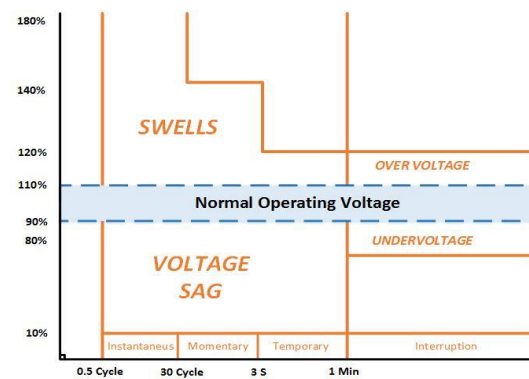 180%
140%
SWELLS
120%
OVER VOLTAGE
110%
Normal Operating Voltage
90%
80%
UNDERVOLTAGE
VOLTAGE
SAG
10%
Instantaneus
Momentary
Temporary
Interruption
0.5 Cycle
30 Cycle
3 S
1 Min